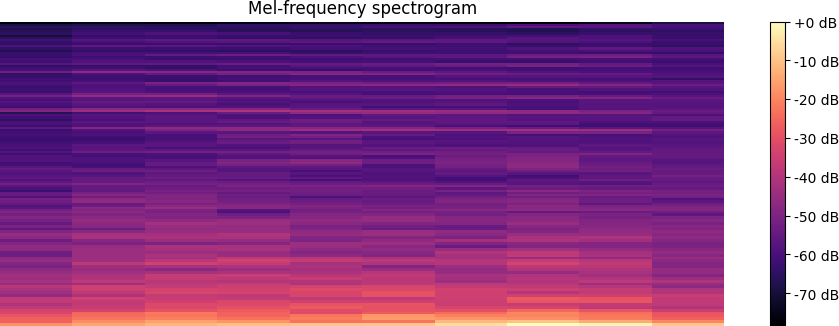 Mel-frequency spectrogram
+0 dB
-10 dB
-20 dB
-30 dB
-40 dB
-50 dB
-60 dB
-70 dB